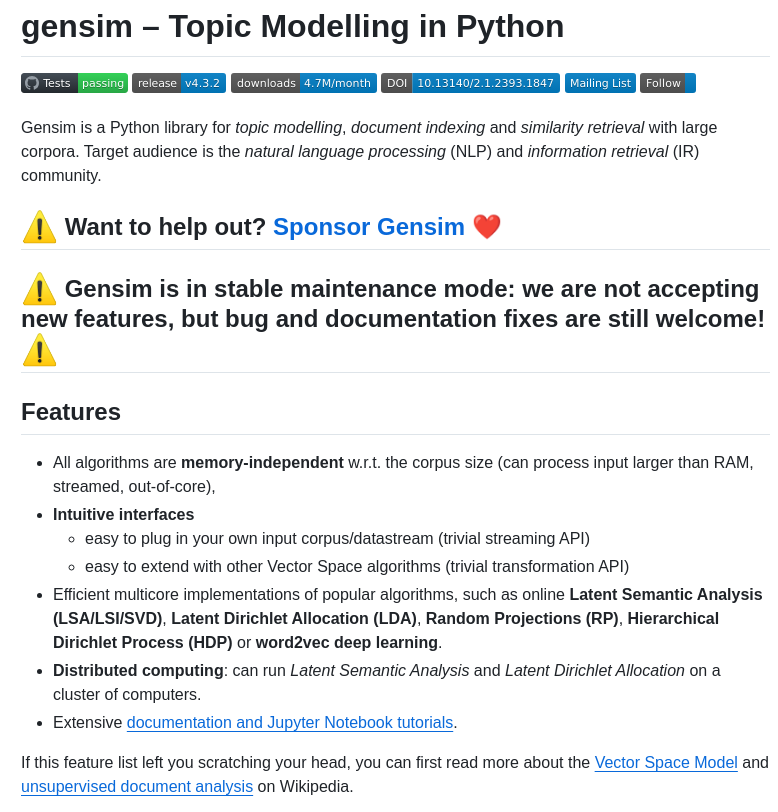 gensim – Topic Modelling in Python
Tests passing release v4.3.2 downloads 4.7M/month DOI 10.13140/2.1.2393.1847 Mailing List Follow
Gensim is a Python library for topic modelling, document indexing and similarity retrieval with large
corpora. Target audience is the natural language processing (NLP) and information retrieval (IR)
community.
⚠️ Want to help out? Sponsor Gensim ❤️
⚠️ Gensim is in stable maintenance mode: we are not accepting
new features, but bug and documentation fixes are still welcome!
⚠️
Features
• All algorithms are memory-independent w.r.t. the corpus size (can process input larger than RAM,
streamed, out-of-core),
• Intuitive interfaces
◦ easy to plug in your own input corpus/datastream (trivial streaming API)
◦ easy to extend with other Vector Space algorithms (trivial transformation API)
• Efficient multicore implementations of popular algorithms, such as online Latent Semantic Analysis
(LSA/LSI/SVD), Latent Dirichlet Allocation (LDA), Random Projections (RP), Hierarchical
Dirichlet Process (HDP) or word2vec deep learning.
• Distributed computing: can run Latent Semantic Analysis and Latent Dirichlet Allocation on a
cluster of computers.
• Extensive documentation and Jupyter Notebook tutorials.
If this feature list left you scratching your head, you can first read more about the Vector Space Model and
unsupervised document analysis on Wikipedia.